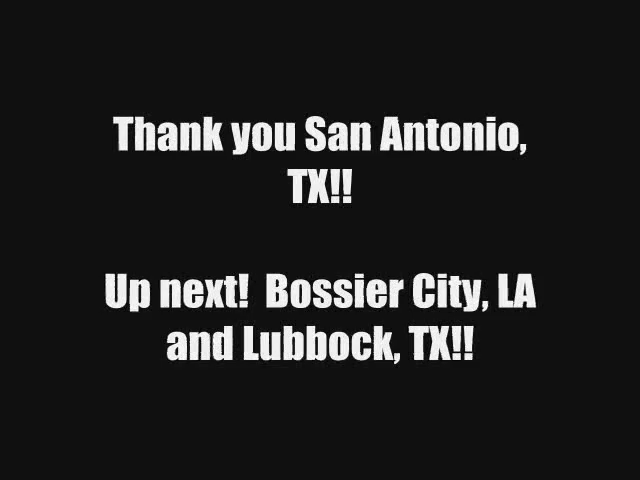 Thank you San Antonio,
TX!!
Up next!  Bossier City, LA
and Lubbock, TX!!